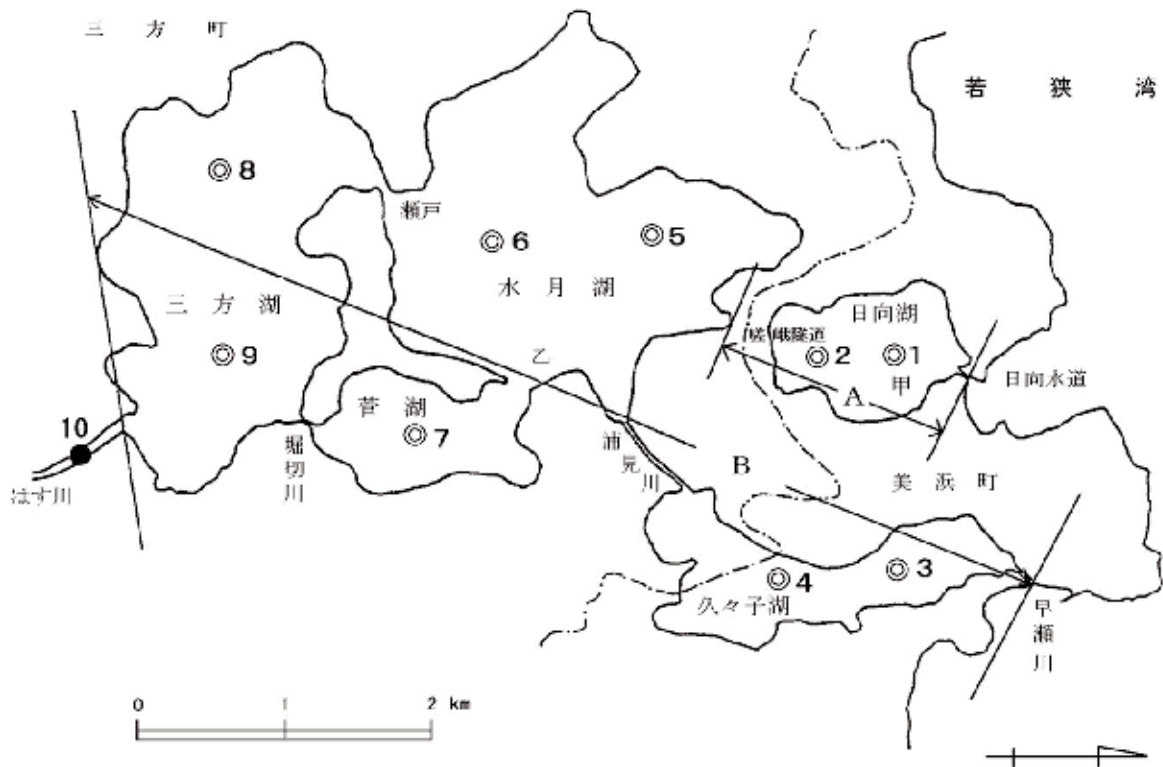 三方町
若狭湾
8
瀬戸
6
5
水月湖
三方湖
日向湖
嵯峨隧道
2
1
9
甲
A
日向水道
乙
菅湖
7
10
はす川
堀切川
浦見川
B
美浜町
3
4
久々子湖
早瀬川
0 1 2 km